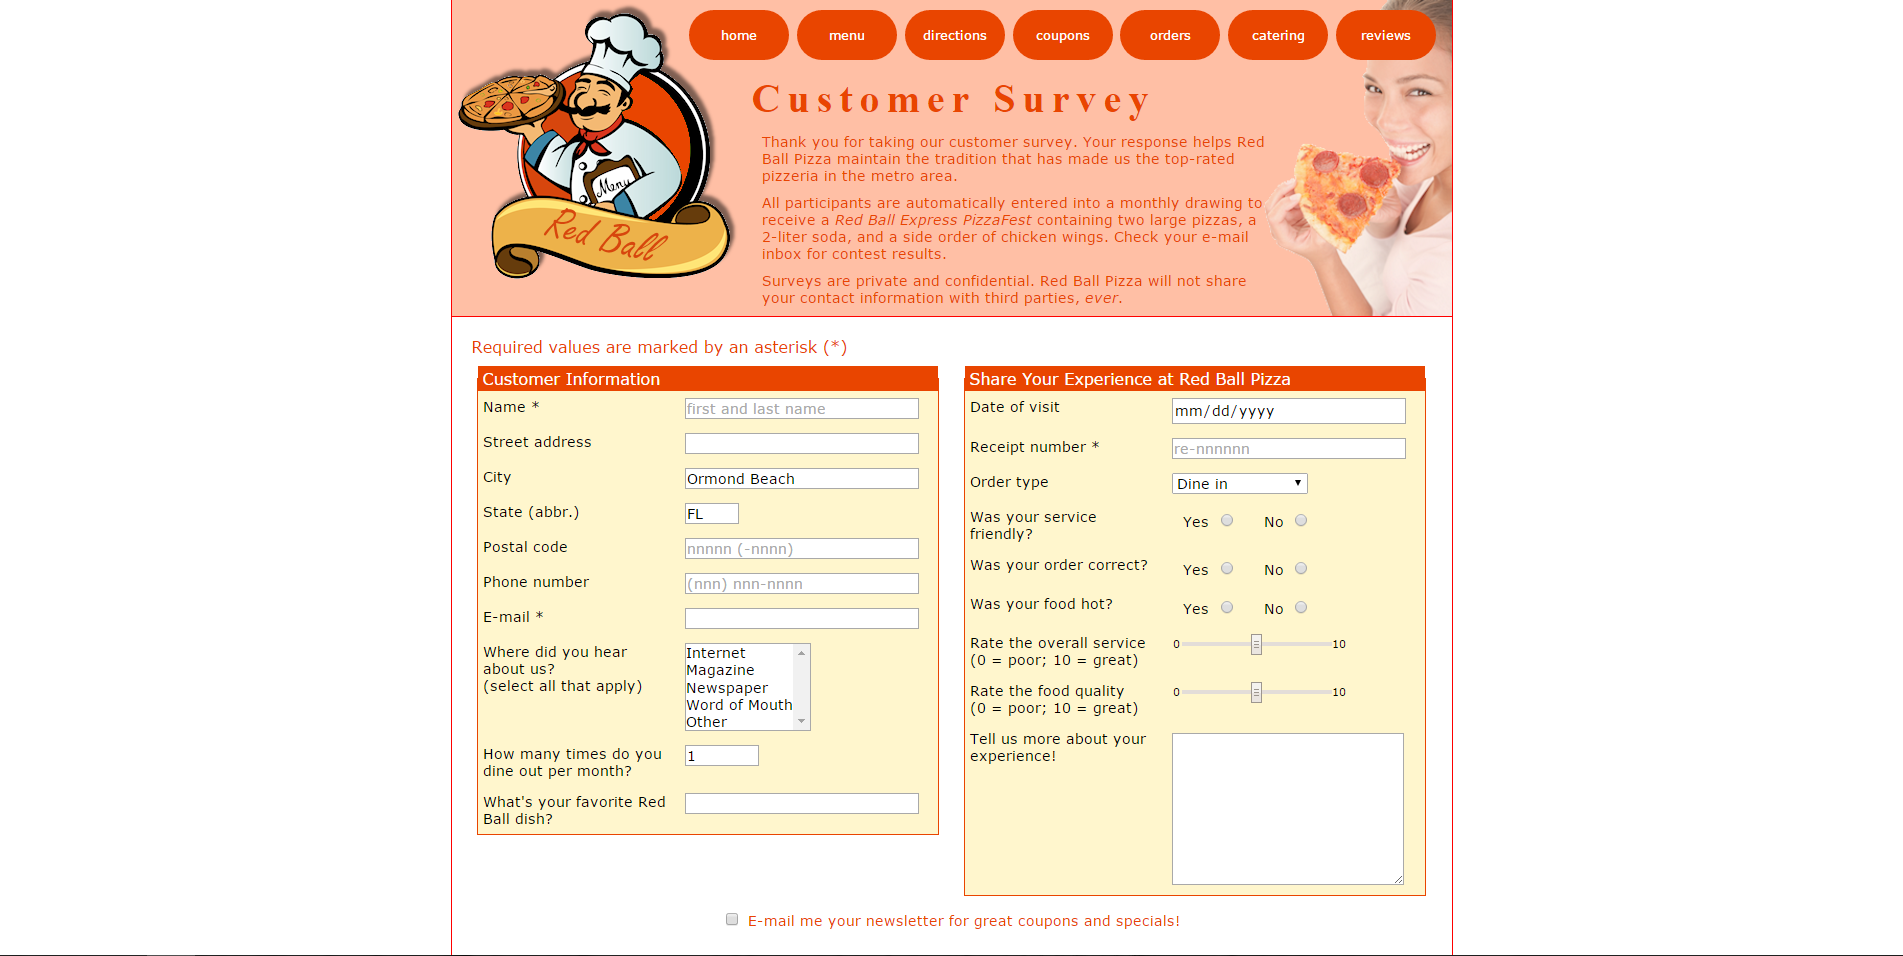 home
menu
directions
coupons
orders
catering
reviews
Menu
Red Ball
Customer Survey
Thank you for taking our customer survey. Your response helps Red
Ball Pizza maintain the tradition that has made us the top-rated
pizzeria in the metro area.
All participants are automatically entered into a monthly drawing to
receive a Red Ball Express PizzaFest containing two large pizzas, a
2-liter soda, and a side order of chicken wings. Check your e-mail
inbox for contest results.
Surveys are private and confidential. Red Ball Pizza will not share
your contact information with third parties, ever.
Required values are marked by an asterisk (*)
Customer Information
Name *
first and last name
Street address
City
Ormond Beach
State (abbr.)
FL
Postal code
nnnnn (-nnnn)
Phone number
(nnn) nnn-nnnn
E-mail *
Where did you hear
about us?
(select all that apply)
Internet
Magazine
Newspaper
Word of Mouth
Other
How many times do you
dine out per month?
1
What's your favorite Red
Ball dish?
Share Your Experience at Red Ball Pizza
Date of visit
mm/dd/yyyy
Receipt number *
re-nnnnnn
Order type
Dine in
Was your service
friendly?
Yes
No
Was your order correct?
Yes
No
Was your food hot?
Yes
No
Rate the overall service
(0 = poor; 10 = great)
0
10
Rate the food quality
(0 = poor; 10 = great)
0
10
Tell us more about your
experience!
E-mail me your newsletter for great coupons and specials!